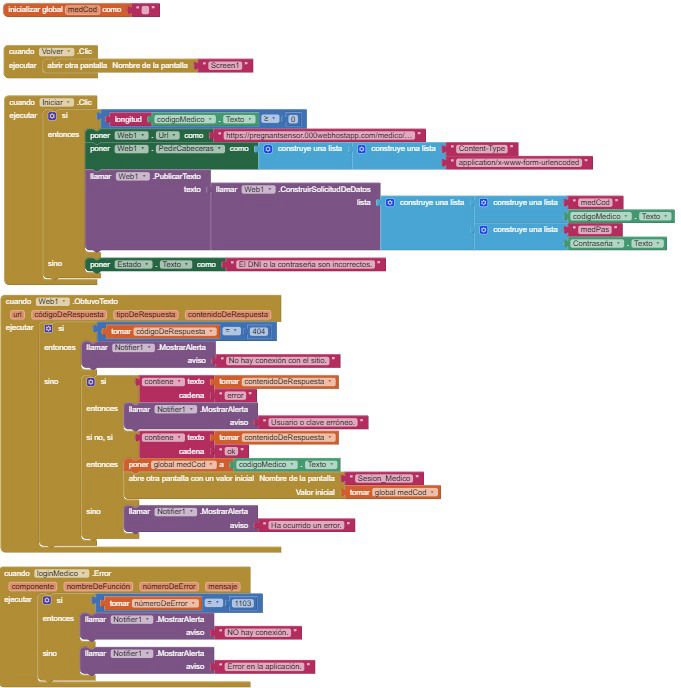 inicializar global medCod como " "
cuando Volver .Clic
ejecutar abrir otra pantalla Nombre de la pantalla " Screen1 "
cuando Iniciar .Clic
ejecutar si longitud codigoMedico . Texto ≥ 0
entonces poner Web1 . Url como " https://pregnantsensor.000webhostapp.com/medico/... "
poner Web1 . PedirCabeceras como construye una lista construye una lista " Content-Type "
" application/x-www-form-urlencoded "
llamar Web1 .PublicarTexto
texto llamar Web1 .ConstruirSolicitudDeDatos
lista construye una lista construye una lista " medCod "
codigoMedico . Texto
construye una lista " medPas "
Contraseña . Texto
sino poner Estado . Texto como " El DNI o la contraseña son incorrectos. "
cuando Web1 .ObtuvoTexto
url códigoDeRespuesta tipoDeRespuesta contenidoDeRespuesta
ejecutar si tomar códigoDeRespuesta = 404
entonces llamar Notifier1 .MostrarAlerta
aviso " No hay conexión con el sitio. "
sino si contiene texto tomar contenidoDeRespuesta
cadena " error "
entonces llamar Notifier1 .MostrarAlerta
aviso " Usuario o clave erróneo. "
si no, si contiene texto tomar contenidoDeRespuesta
cadena " ok "
entonces poner global medCod a codigoMedico . Texto
abre otra pantalla con un valor inicial Nombre de la pantalla " Sesion_Medico "
Valor inicial tomar global medCod
sino llamar Notifier1 .MostrarAlerta
aviso " Ha ocurrido un error. "
cuando loginMedico .Error
componente nombreDeFunción númeroDeError mensaje
ejecutar si tomar númeroDeError = 1103
entonces llamar Notifier1 .MostrarAlerta
aviso " NO hay conexión. "
sino llamar Notifier1 .MostrarAlerta
aviso " Error en la aplicación. "